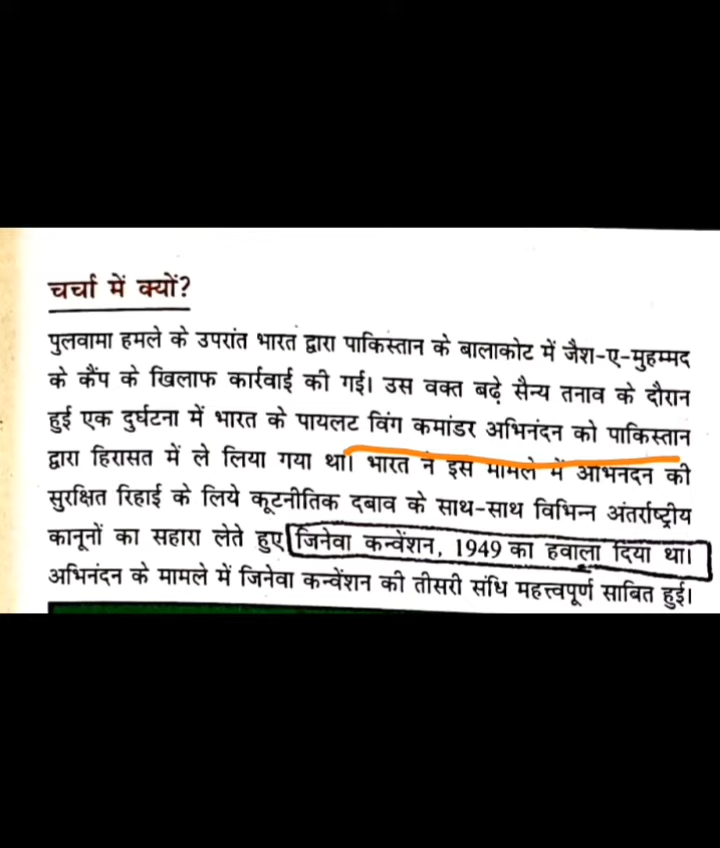 चर्चा में क्यों?
पुलवामा हमले के उपरांत भारत द्वारा पाकिस्तान के बालाकोट में जैश-ए-मुहम्मद
के कैंप के खिलाफ कार्रवाई की गई। उस वक्त बढ़े सैन्य तनाव के दौरान
हुई एक दुर्घटना में भारत के पायलट विंग कमांडर अभिनंदन को पाकिस्तान
द्वारा हिरासत में ले लिया गया था। भारत ने इस मामले में अभिनंदन की
सुरक्षित रिहाई के लिये कूटनीतिक दबाव के साथ-साथ विभिन्न अंतर्राष्ट्रीय
कानूनों का सहारा लेते हुए जिनेवा कन्वेंशन, 1949 का हवाला दिया था।
अभिनंदन के मामले में जिनेवा कन्वेंशन की तीसरी संधि महत्त्वपूर्ण साबित हुई।